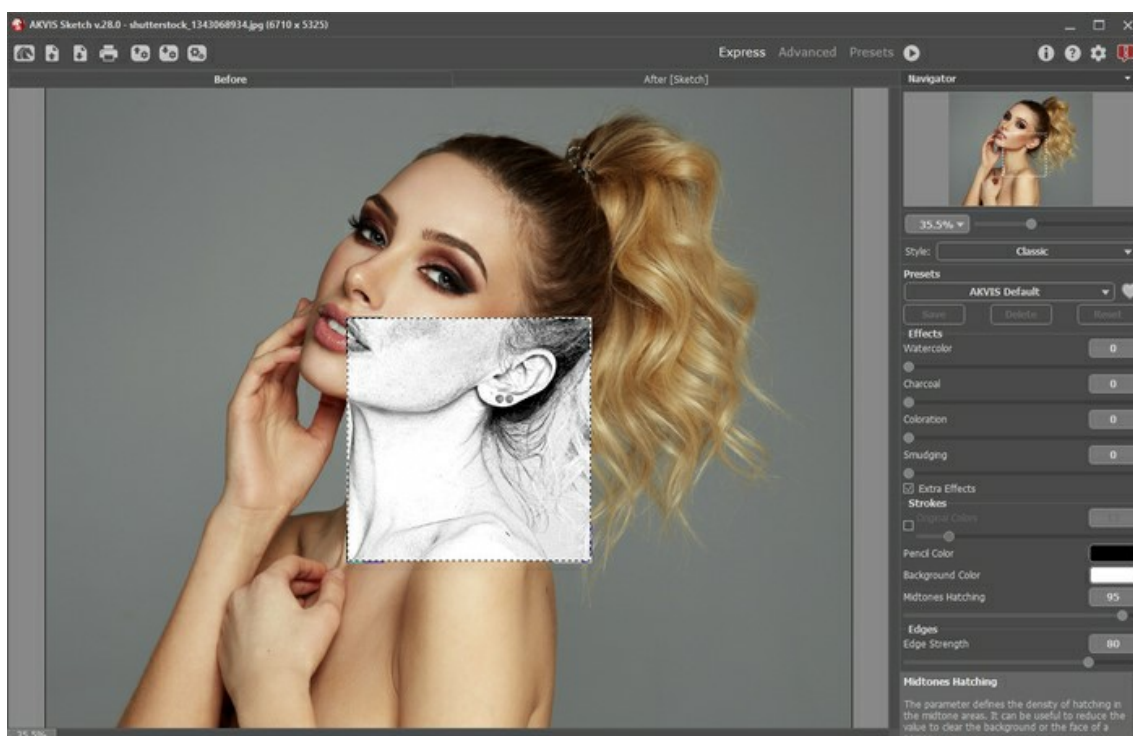 AKVIS Sketch v.28.0 - shutterstock_1343068934.jpg (6710 x 5325)
Express Advanced Presets
Before After [Sketch] Navigator
35.5%
Style: Classic
Presets
AKVIS Default
Save Delete Reset
Effects
Watercolor 0
Charcoal 0
Coloration 0
Smudging 0
Extra Effects
Strokes
Original Colors
Pencil Color
Background Color
Midtones Hatching 95
Edges
Edge Strength 80
Midtones Hatching
The parameter defines the density of hatching in
the midtone areas. It can be useful to reduce the
value to clear the background or the face of a
35.5%